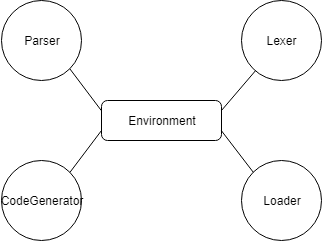 Parser
Lexer
Environment
CodeGenerator
Loader